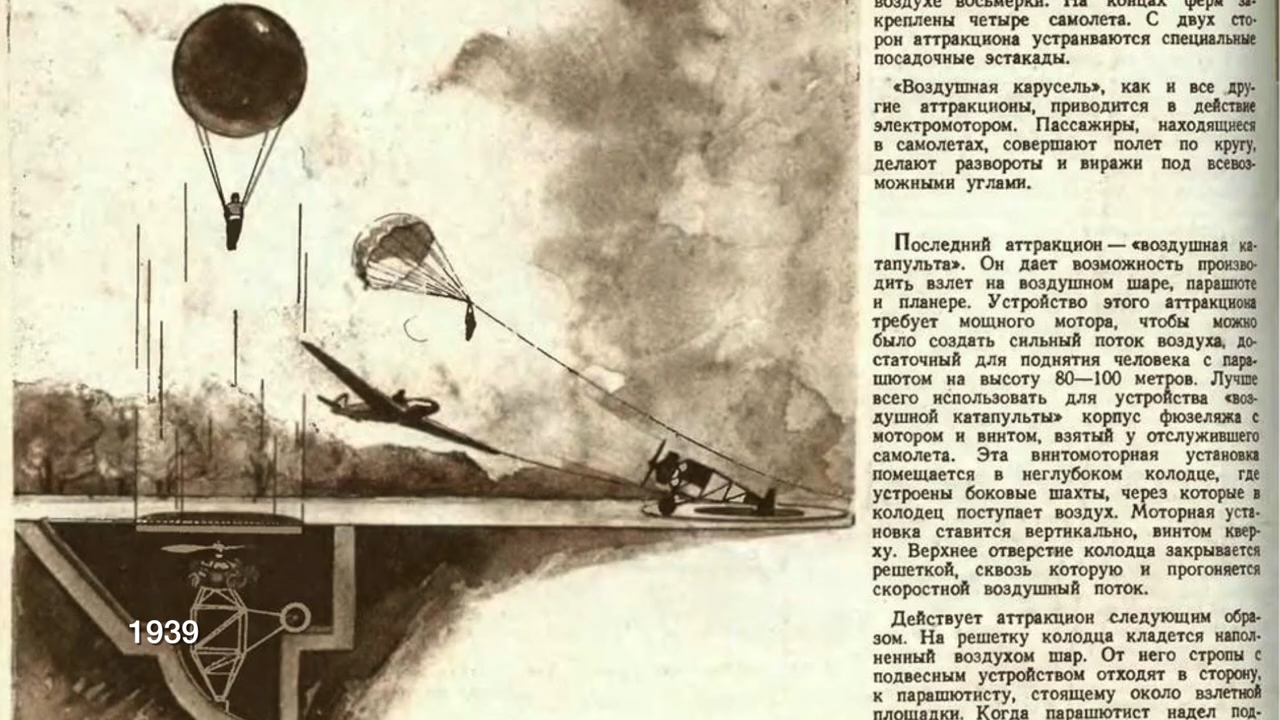 воздухе восьмерки. На концах ферм за-
креплены четыре самолета. С двух сто-
рон аттракциона устраиваются специальные
посадочные эстакады.
«Воздушная карусель», как и все дру-
гие аттракционы, приводится в действие
электромотором. Пассажиры, находящиеся
в самолетах, совершают полет по кругу,
делают развороты и виражи под всевоз-
можными углами.
Последний аттракцион — «воздушная ка-
тапульта». Он дает возможность произво-
дить взлет на воздушном шаре, парашюте
и планере. Устройство этого аттракциона
требует мощного мотора, чтобы можно
было создать сильный поток воздуха, до-
статочный для поднятия человека с пара-
шютом на высоту 80—100 метров. Лучше
всего использовать для устройства «воз-
душной катапульты» корпус фюзеляжа с
мотором и винтом, взятый у отслужившего
самолета. Эта винтомоторная установка
помещается в неглубоком колодце, где
устроены боковые шахты, через которые в
колодец поступает воздух. Моторная уста-
новка ставится вертикально, винтом квер-
ху. Верхнее отверстие колодца закрывается
решеткой, сквозь которую и прогоняется
скоростной воздушный поток.
Действует аттракцион следующим обра-
зом. На решетку колодца кладется напол-
ненный воздухом шар. От него стропы с
подвесным устройством отходят в сторону,
к парашютисту, стоящему около взлетной
площадки. Когда парашютист надел под-
1939